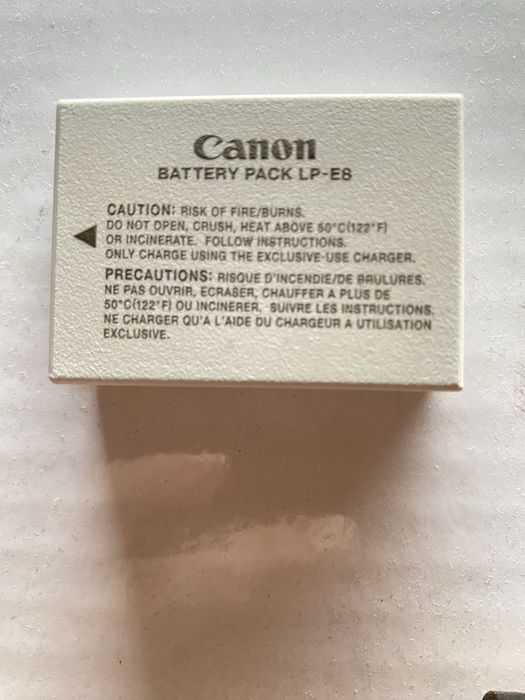 Canon
BATTERY PACK LP-E8
CAUTION: RISK OF FIRE/BURNS.
DO NOT OPEN, CRUSH, HEAT ABOVE 50°C(122°F)
OR INCINERATE. FOLLOW INSTRUCTIONS.
ONLY CHARGE USING THE EXCLUSIVE-USE CHARGER.
PRECAUTIONS: RISQUE D'INCENDIE/DE BRULURES.
NE PAS OUVRIR, ECRASER, CHAUFFER A PLUS DE
50°C(122°F) OU INCINERER. SUIVRE LES INSTRUCTIONS.
NE CHARGER QU'A L'AIDE DU CHARGEUR A UTILISATION
EXCLUSIVE.